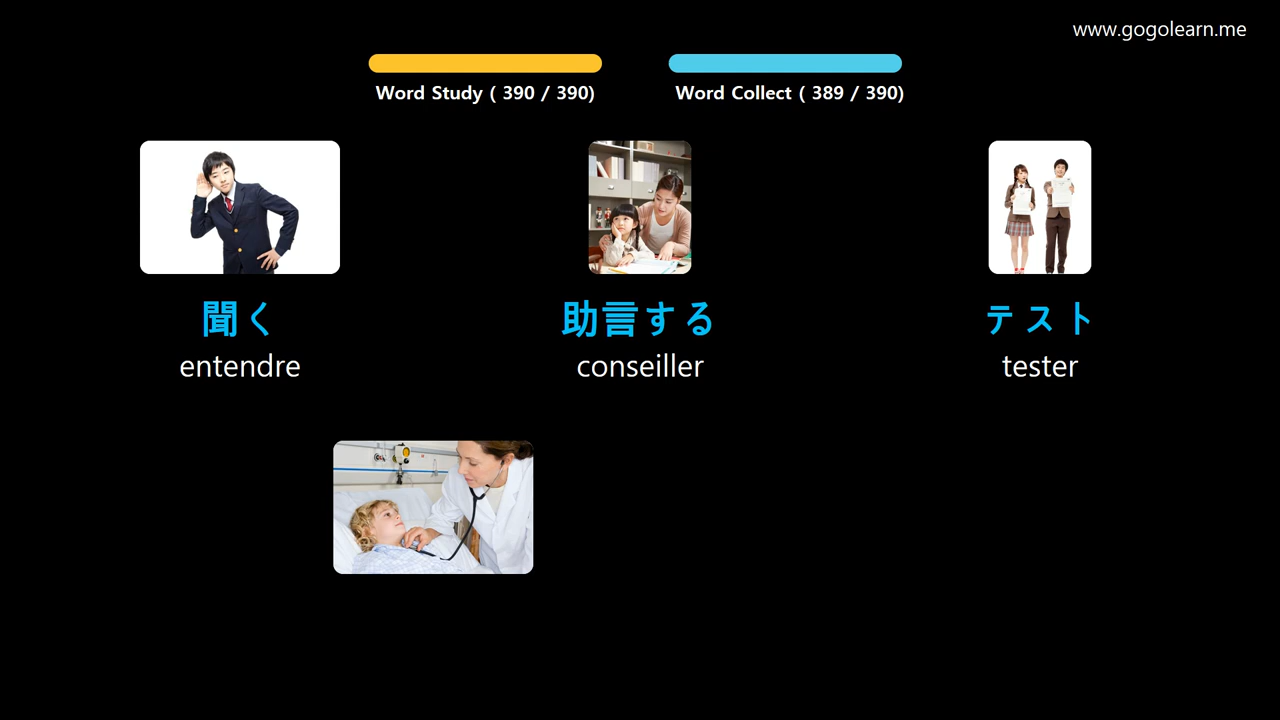 www.gogolearn.me
Word Study ( 390 / 390)
Word Collect ( 389 / 390)
聞く
助言する
テスト
entendre
conseiller
tester